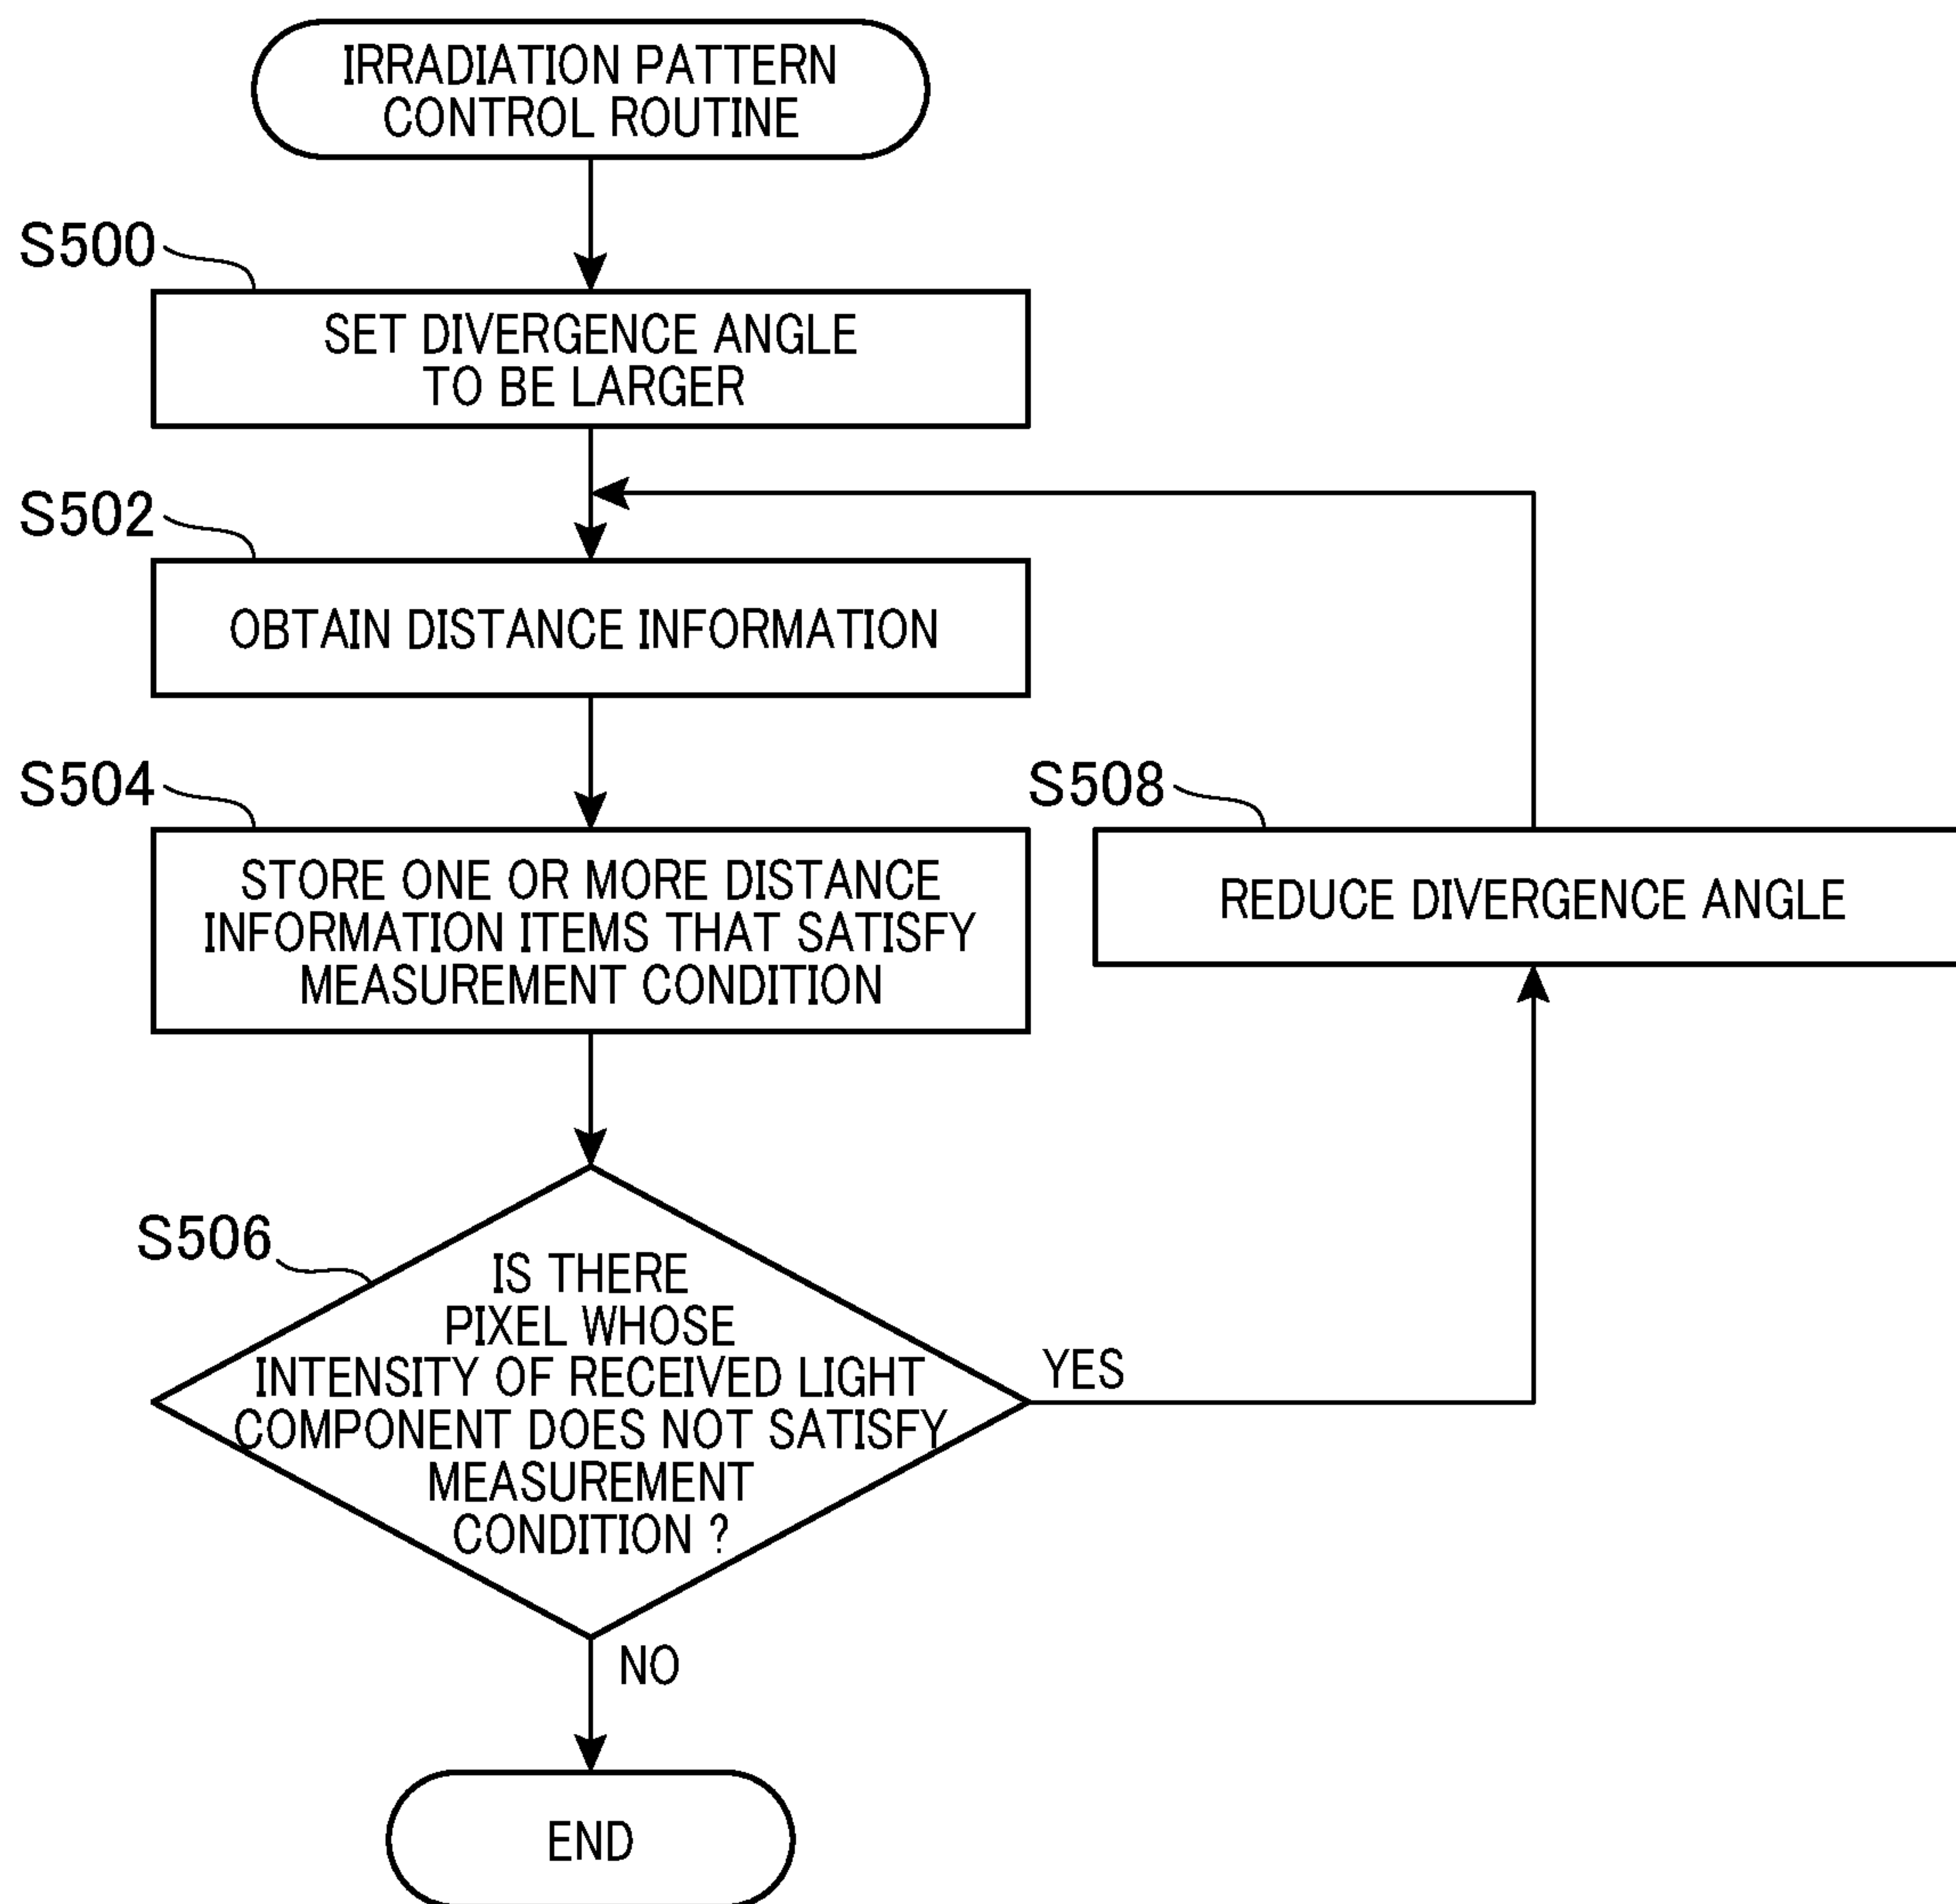 IRRADIATION PATTERN
CONTROL ROUTINE
S500
SET DIVERGENCE ANGLE
TO BE LARGER
S502
OBTAIN DISTANCE INFORMATION
S504
STORE ONE OR MORE DISTANCE
INFORMATION ITEMS THAT SATISFY
MEASUREMENT CONDITION
S508
REDUCE DIVERGENCE ANGLE
S506
IS THERE
PIXEL WHOSE
INTENSITY OF RECEIVED LIGHT
COMPONENT DOES NOT SATISFY
MEASUREMENT
CONDITION ?
YES
NO
END